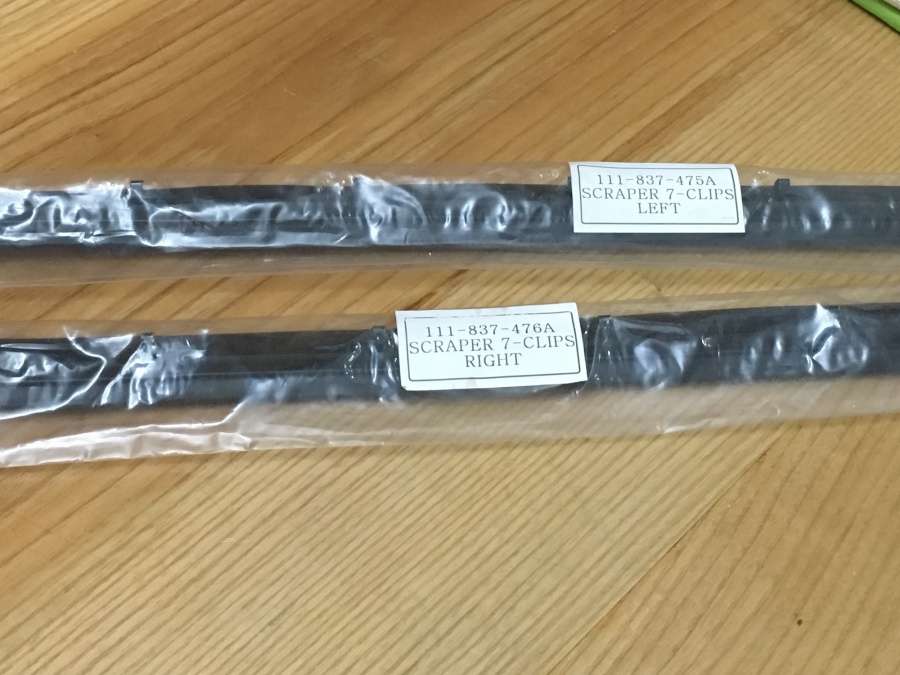 111-837-475A
SCRAPER 7-CLIPS
LEFT
111-837-476A
SCRAPER 7-CLIPS
RIGHT